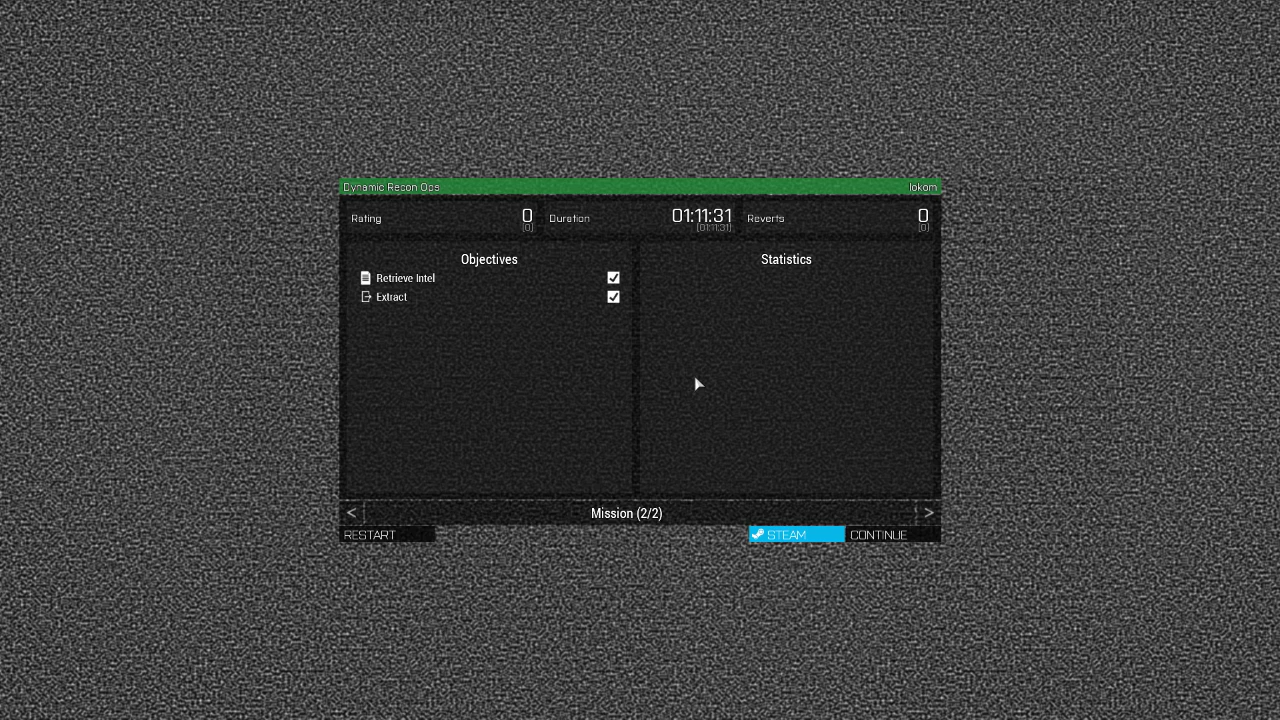 Dynamic Recon Ops lokom
Rating 0 Duration 01:11:31 Reverts 0
[0] [01:11:31] [0]
Objectives Statistics
Retrieve Intel
Extract
< Mission (2/2) >
RESTART STEAM CONTINUE